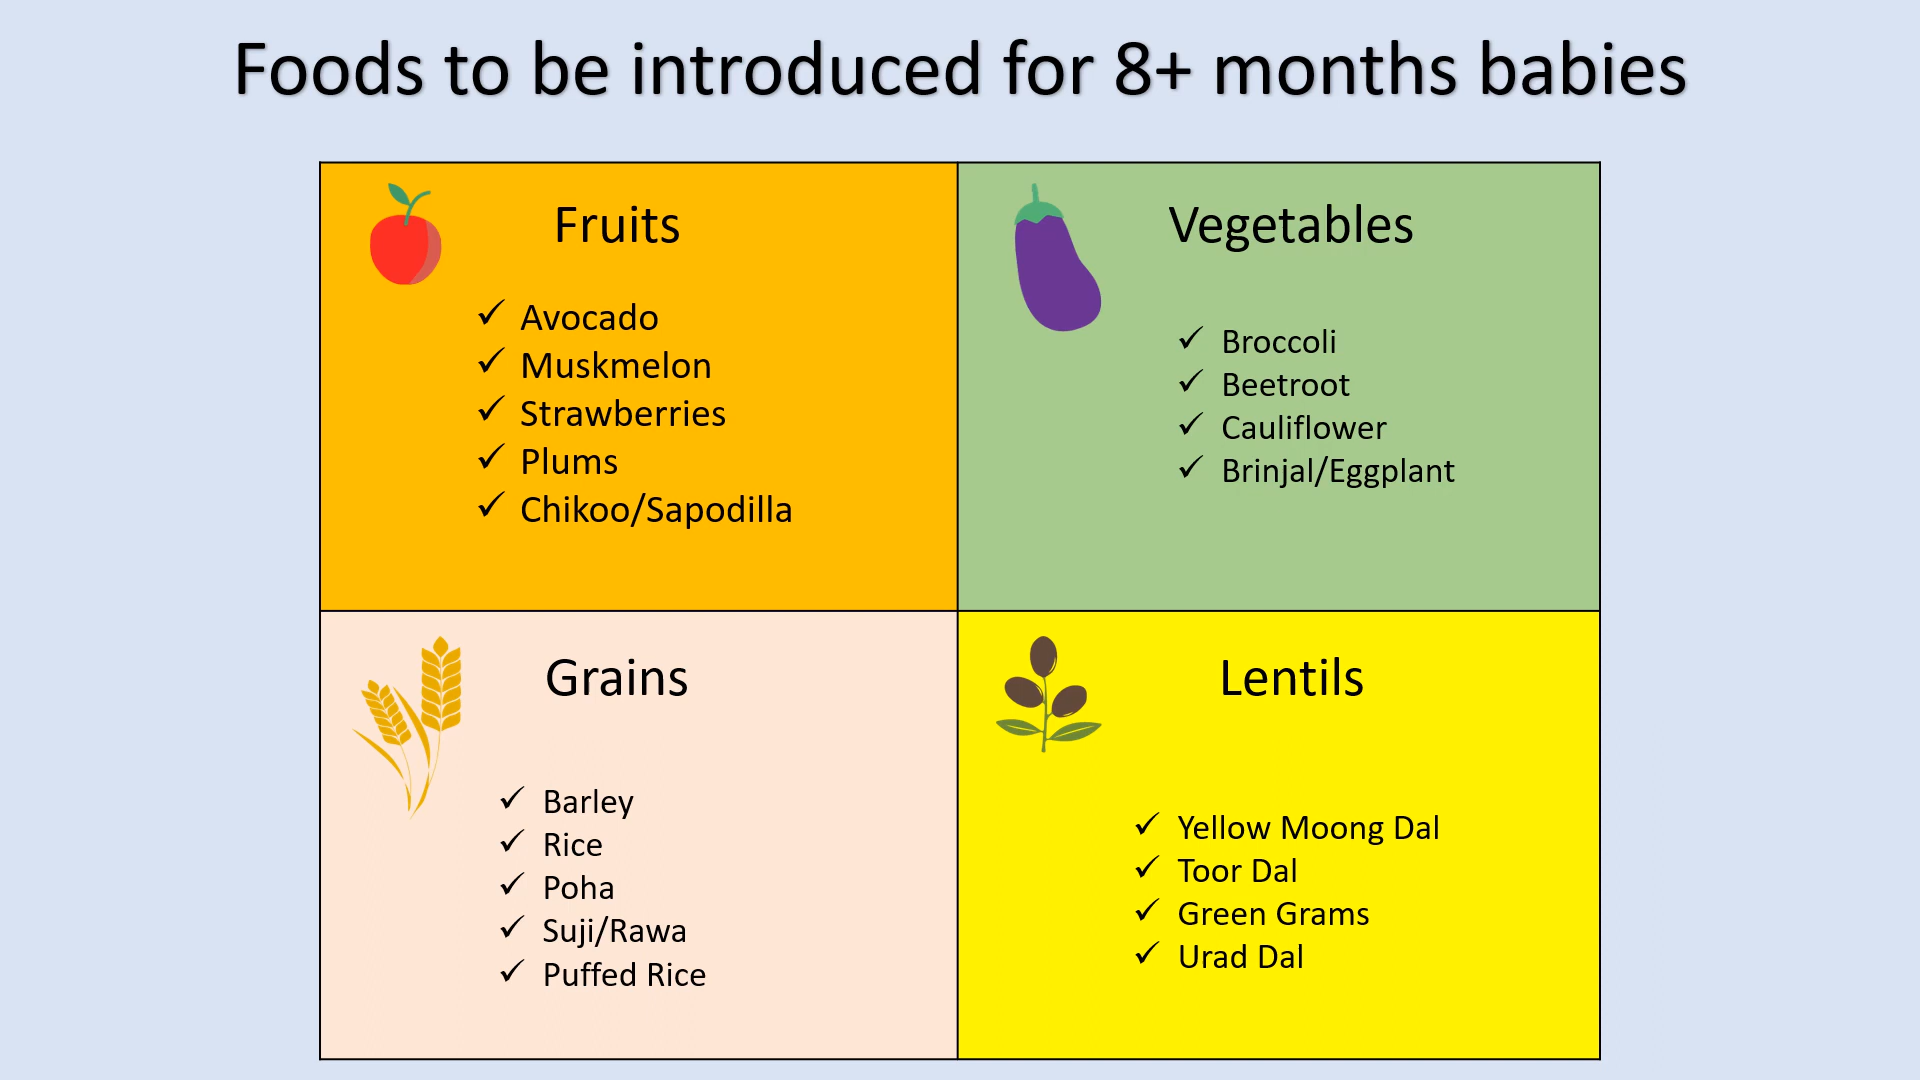 Foods to be introduced for 8+ months babies
Fruits
✓ Avocado
✓ Muskmelon
✓ Strawberries
✓ Plums
✓ Chikoo/Sapodilla
Vegetables
✓ Broccoli
✓ Beetroot
✓ Cauliflower
✓ Brinjal/Eggplant
Grains
✓ Barley
✓ Rice
✓ Poha
✓ Suji/Rawa
✓ Puffed Rice
Lentils
✓ Yellow Moong Dal
✓ Toor Dal
✓ Green Grams
✓ Urad Dal